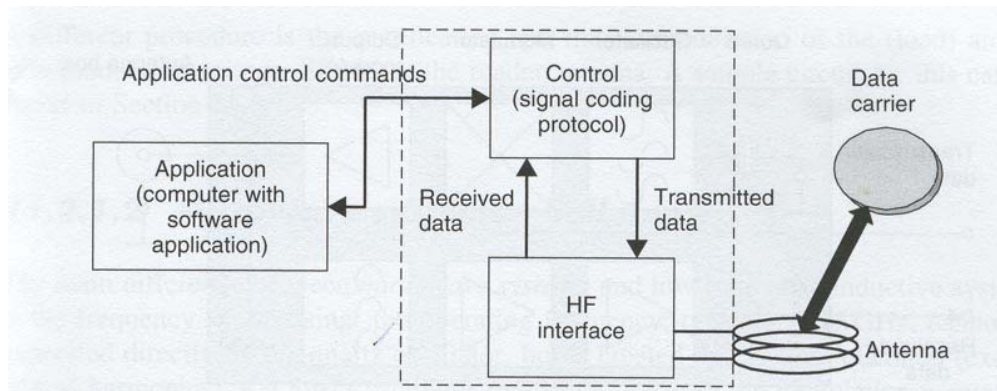 Application control commands
Control
(signal coding
protocol)
Data
carrier
Application
(computer with
software
application)
Received
data
Transmitted
data
HF
interface
Antenna